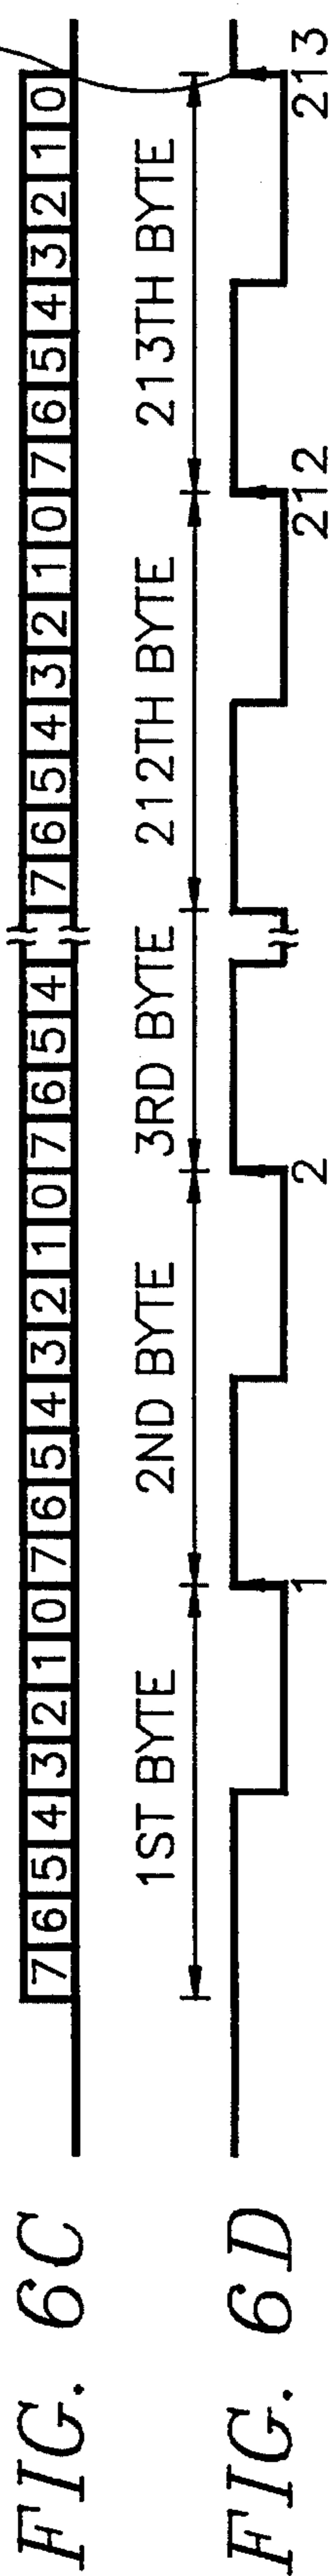 FIG. 6C
7 6 5 4 3 2 1 0 7 6 5 4 3 2 1 0 7 6 5 4 7 6 5 4 3 2 1 0 7 6 5 4 3 2 1 0
1ST BYTE 2ND BYTE 3RD BYTE 212TH BYTE 213TH BYTE
FIG. 6D
1 2 212 213